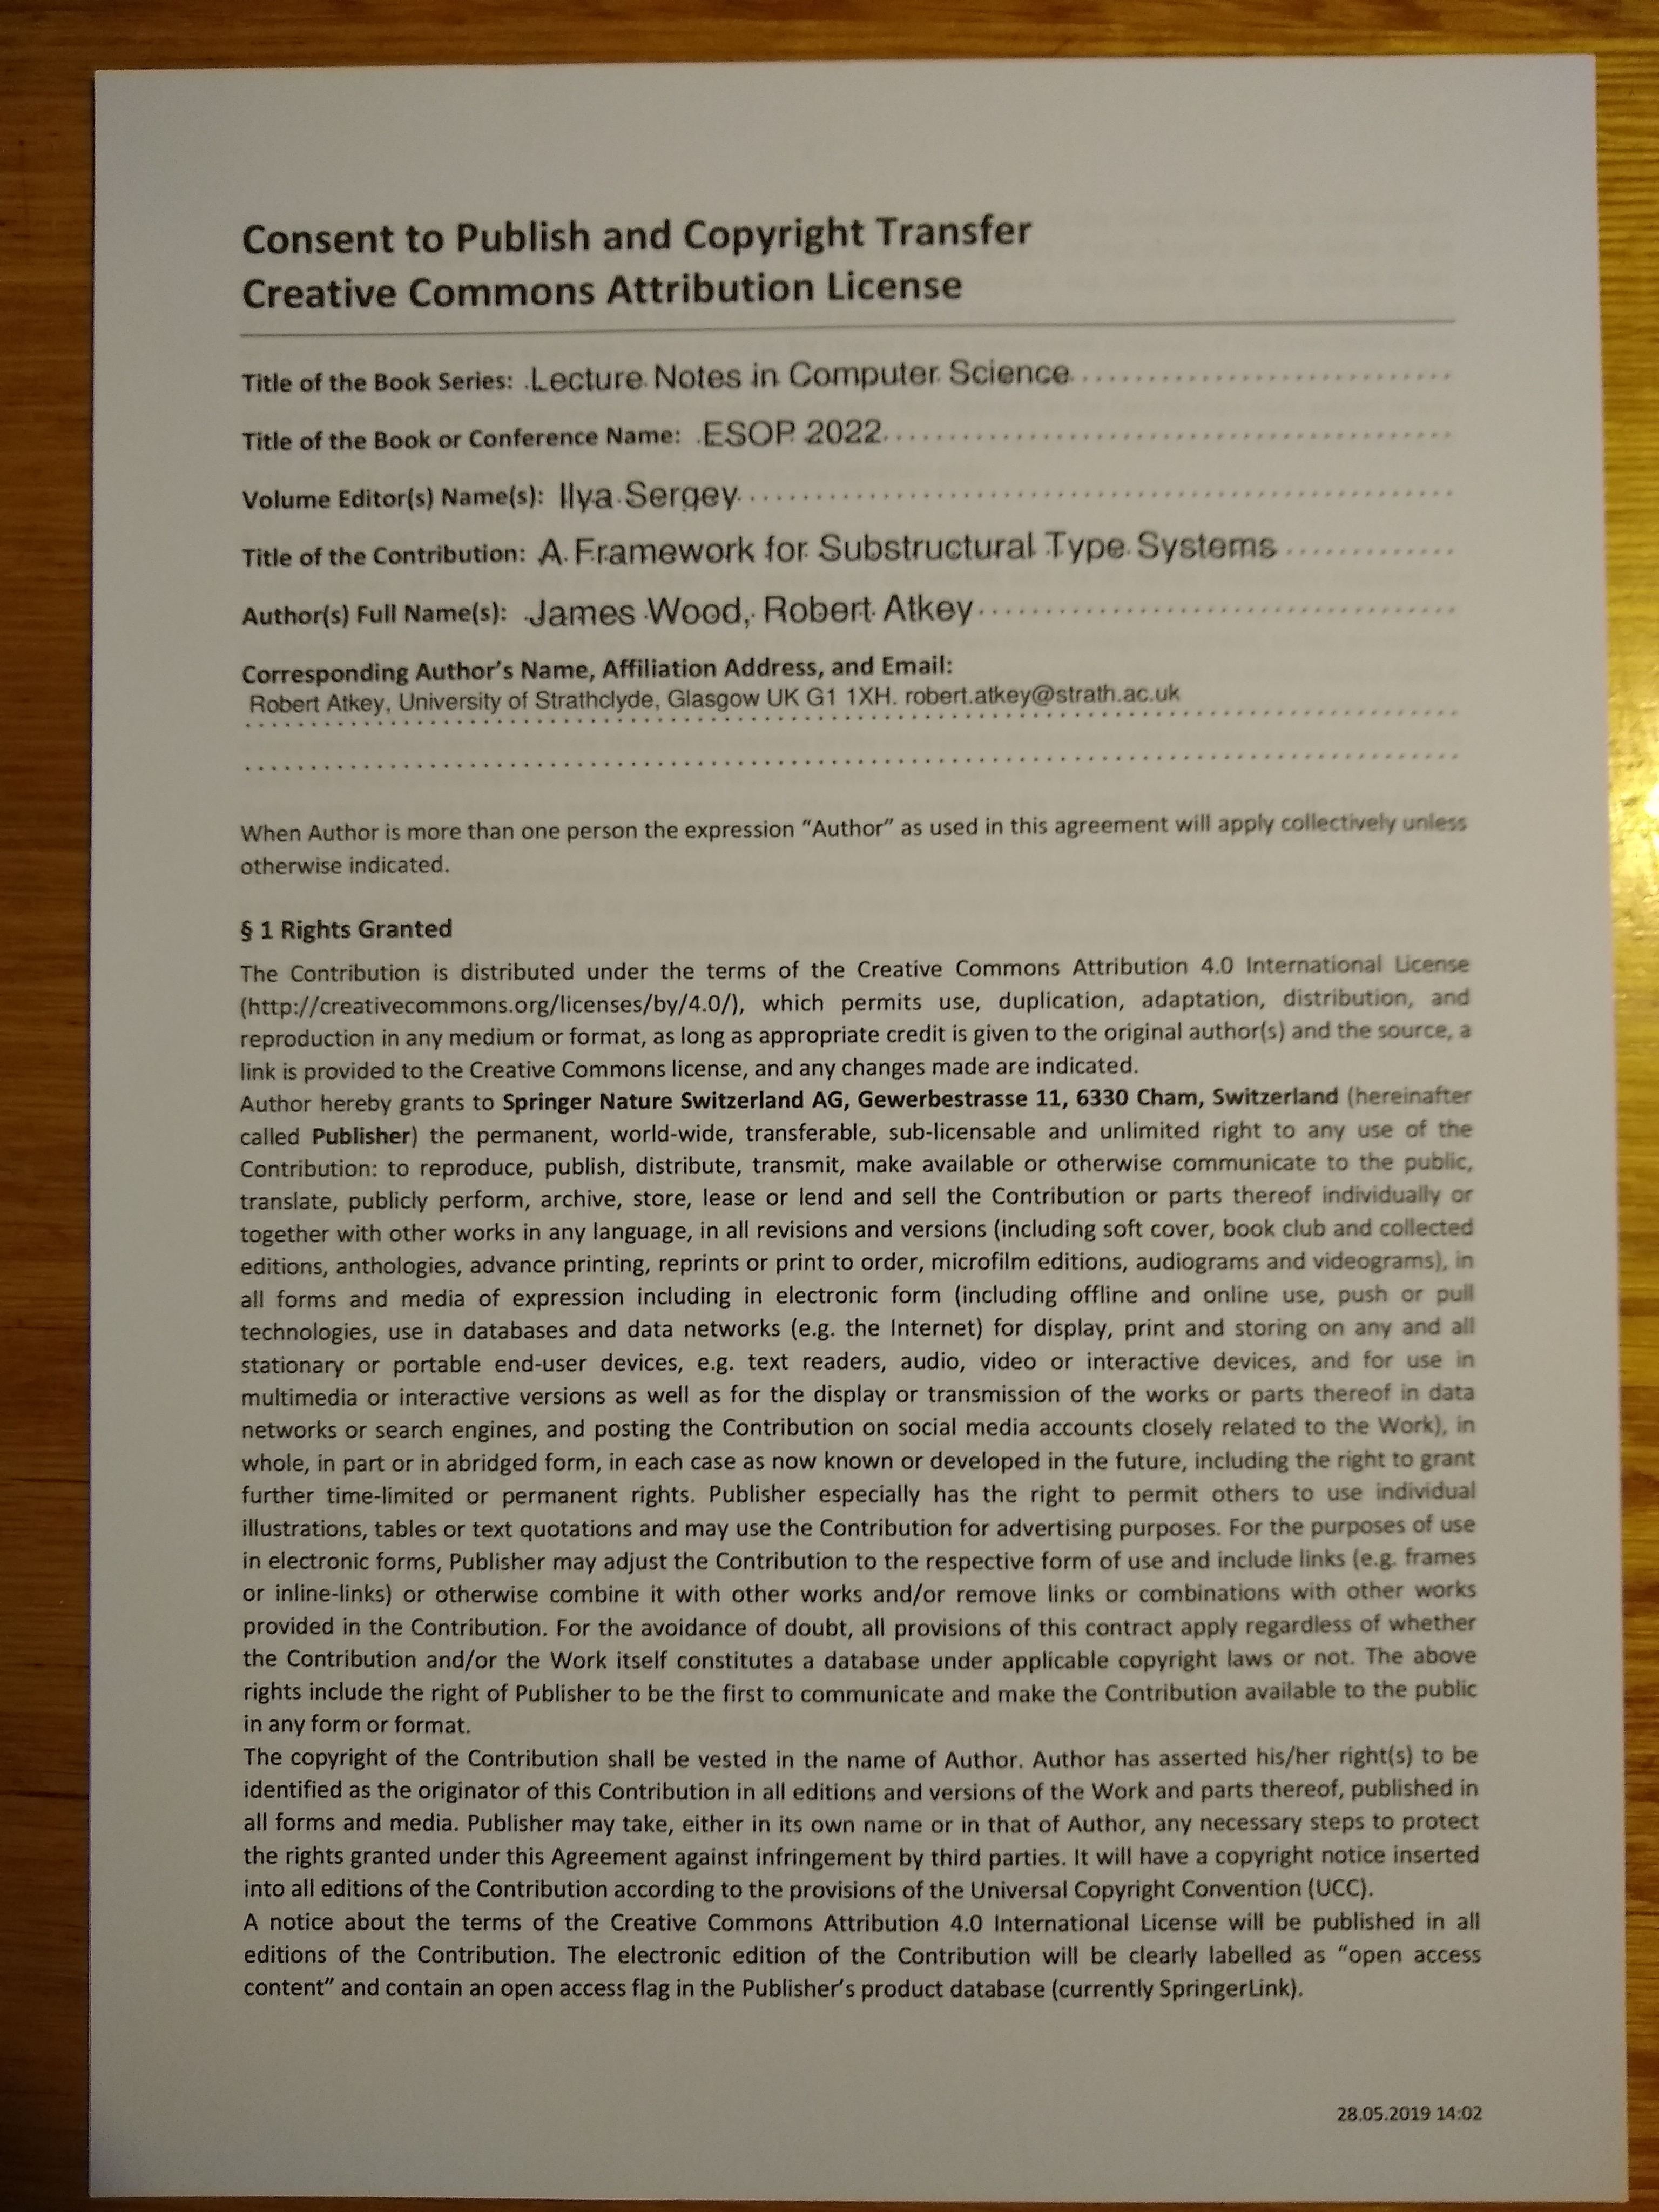 Consent to Publish and Copyright Transfer
Creative Commons Attribution License
Title of the Book Series: Lecture Notes in Computer Science
Title of the Book or Conference Name: ESOP 2022
Volume Editor(s) Name(s): Ilya Sergey
Title of the Contribution: A Framework for Substructural Type Systems
Author(s) Full Name(s): James Wood, Robert Atkey
Corresponding Author's Name, Affiliation Address, and Email:
Robert Atkey, University of Strathclyde, Glasgow UK G1 1XH. robert.atkey@strath.ac.uk
When Author is more than one person the expression “Author” as used in this agreement will apply collectively unless
otherwise indicated.
§ 1 Rights Granted
The Contribution is distributed under the terms of the Creative Commons Attribution 4.0 International License
(http://creativecommons.org/licenses/by/4.0/), which permits use, duplication, adaptation, distribution, and
reproduction in any medium or format, as long as appropriate credit is given to the original author(s) and the source, a
link is provided to the Creative Commons license, and any changes made are indicated.
Author hereby grants to Springer Nature Switzerland AG, Gewerbestrasse 11, 6330 Cham, Switzerland (hereinafter
called Publisher) the permanent, world-wide, transferable, sub-licensable and unlimited right to any use of the
Contribution: to reproduce, publish, distribute, transmit, make available or otherwise communicate to the public,
translate, publicly perform, archive, store, lease or lend and sell the Contribution or parts thereof individually or
together with other works in any language, in all revisions and versions (including soft cover, book club and collected
editions, anthologies, advance printing, reprints or print to order, microfilm editions, audiograms and videograms), in
all forms and media of expression including in electronic form (including offline and online use, push or pull
technologies, use in databases and data networks (e.g. the Internet) for display, print and storing on any and all
stationary or portable end-user devices, e.g. text readers, audio, video or interactive devices, and for use in
multimedia or interactive versions as well as for the display or transmission of the works or parts thereof in data
networks or search engines, and posting the Contribution on social media accounts closely related to the Work), in
whole, in part or in abridged form, in each case as now known or developed in the future, including the right to grant
further time-limited or permanent rights. Publisher especially has the right to permit others to use individual
illustrations, tables or text quotations and may use the Contribution for advertising purposes. For the purposes of use
in electronic forms, Publisher may adjust the Contribution to the respective form of use and include links (e.g. frames
or inline-links) or otherwise combine it with other works and/or remove links or combinations with other works
provided in the Contribution. For the avoidance of doubt, all provisions of this contract apply regardless of whether
the Contribution and/or the Work itself constitutes a database under applicable copyright laws or not. The above
rights include the right of Publisher to be the first to communicate and make the Contribution available to the public
in any form or format.
The copyright of the Contribution shall be vested in the name of Author. Author has asserted his/her right(s) to be
identified as the originator of this Contribution in all editions and versions of the Work and parts thereof, published in
all forms and media. Publisher may take, either in its own name or in that of Author, any necessary steps to protect
the rights granted under this Agreement against infringement by third parties. It will have a copyright notice inserted
into all editions of the Contribution according to the provisions of the Universal Copyright Convention (UCC).
A notice about the terms of the Creative Commons Attribution 4.0 International License will be published in all
editions of the Contribution. The electronic edition of the Contribution will be clearly labelled as “open access
content” and contain an open access flag in the Publisher's product database (currently SpringerLink).
28.05.2019 14:02